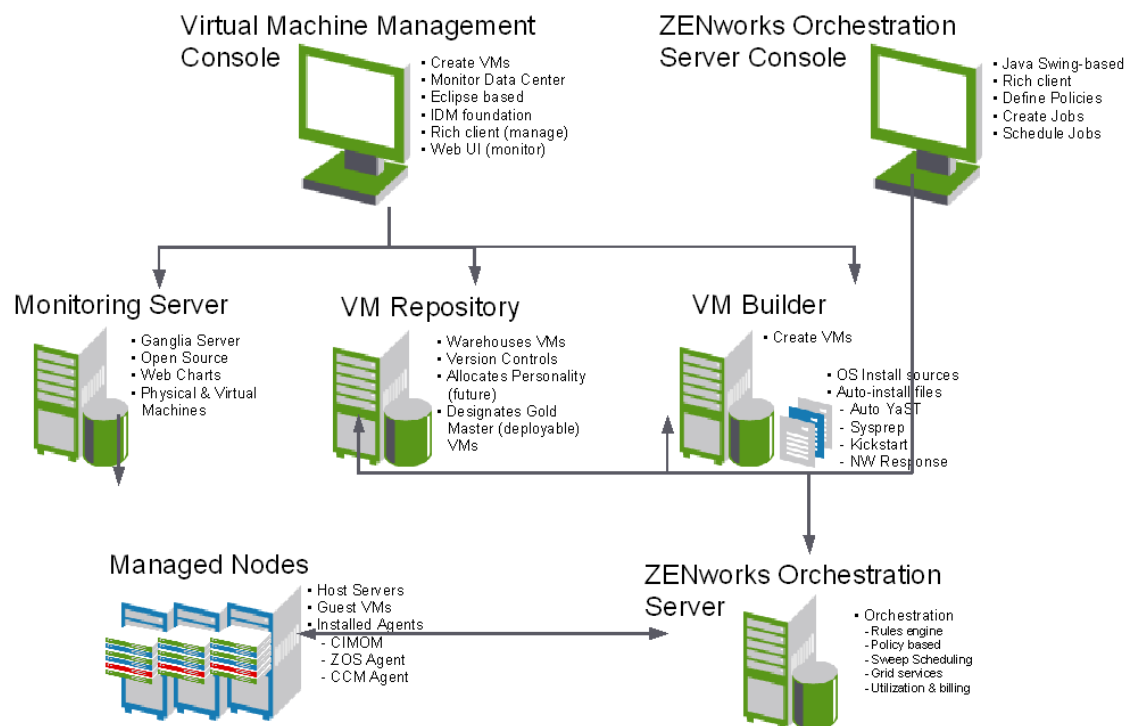 Virtual Machine Management
Console
▪ Create VMs
▪ Monitor Data Center
▪ Eclipse based
▪ IDM foundation
▪ Rich client (manage)
▪ Web UI (monitor)
ZENworks Orchestration
Server Console
▪ Java Swing-based
▪ Rich client
▪ Define Policies
▪ Create Jobs
▪ Schedule Jobs
Monitoring Server
▪ Ganglia Server
▪ Open Source
▪ Web Charts
▪ Physical & Virtual
Machines
VM Repository
▪ Warehouses VMs
▪ Version Controls
▪ Allocates Personality
(future)
▪ Designates Gold
Master (deployable)
VMs
VM Builder
▪ Create VMs
▪ OS Install sources
▪ Auto-install files
- Auto YaST
- Sysprep
- Kickstart
- NW Response
Managed Nodes
▪ Host Servers
▪ Guest VMs
▪ Installed Agents
- CIMOM
- ZOS Agent
- CCM Agent
ZENworks Orchestration
Server
▪ Orchestration
- Rules engine
- Policy based
- Sweep Scheduling
- Grid services
- Utilization & billing